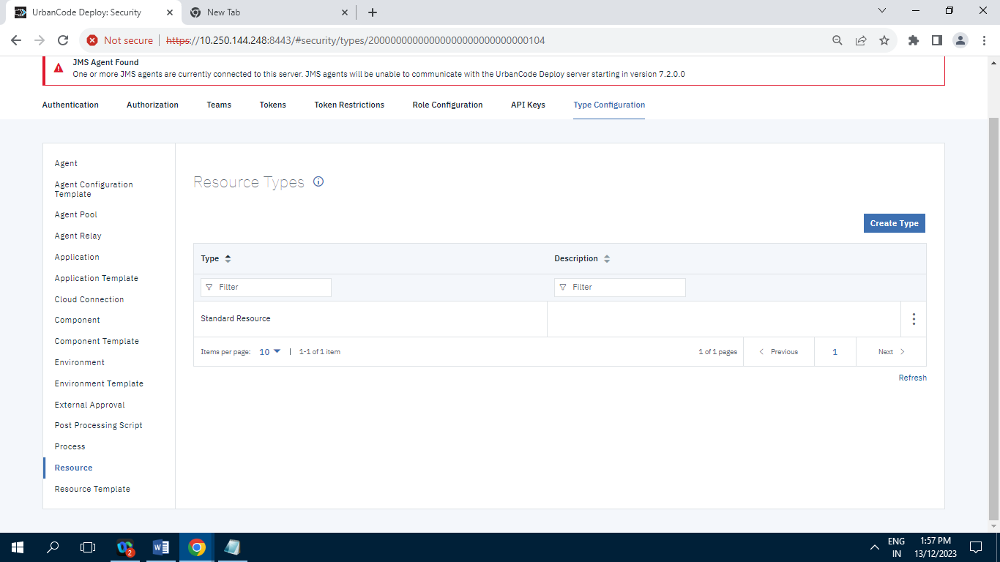 UrbanCode Deploy: Security
New Tab
Not secure
https://10.250.144.248:8443/#security/types/20000000000000000000000000000104
JMS Agent Found
One or more JMS agents are currently connected to this server. JMS agents will be unable to communicate with the UrbanCode Deploy server starting in version 7.2.0.0
Authentication Authorization Teams Tokens Token Restrictions Role Configuration API Keys Type Configuration
Agent
Agent Configuration
Template
Agent Pool
Agent Relay
Application
Application Template
Cloud Connection
Component
Component Template
Environment
Environment Template
External Approval
Post Processing Script
Process
Resource
Resource Template
Resource Types
Create Type
Type Description
Filter Filter
Standard Resource
Items per page: 10 | 1-1 of 1 item 1 of 1 pages Previous 1 Next
Refresh
2
ENG
IN
1:57 PM
13/12/2023